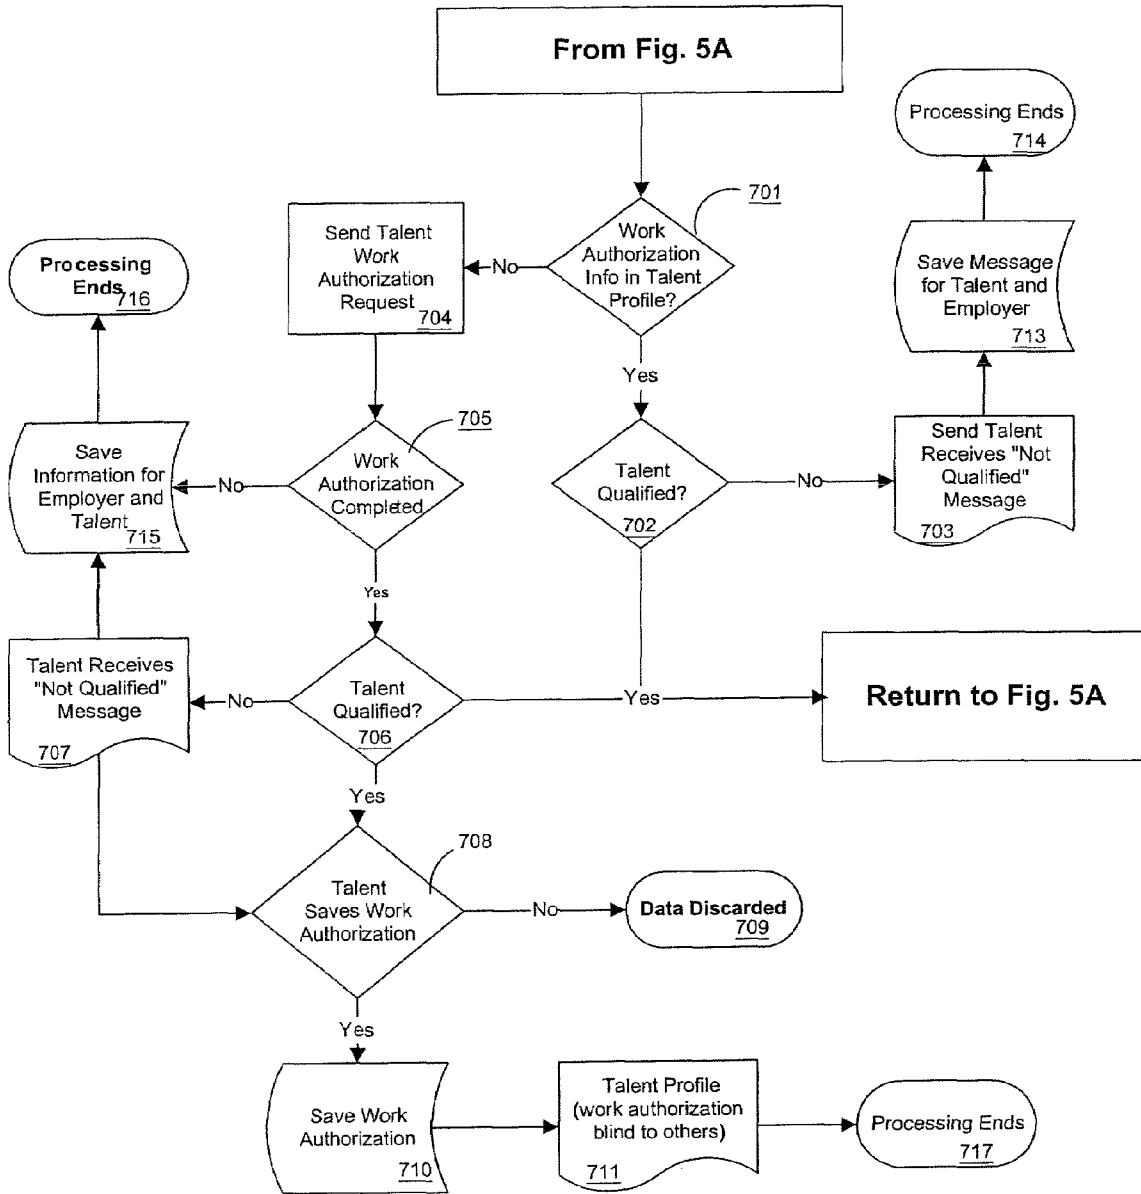 From Fig. 5A
Processing Ends
714
701
Work
Authorization
Info in Talent
Profile?
No
Send Talent
Work
Authorization
Request
704
Processing
Ends
716
Save Message
for Talent and
Employer
713
Yes
705
Work
Authorization
Completed
No
Save
Information for
Employer and
Talent
715
Talent
Qualified?
702
No
Send Talent
Receives "Not
Qualified"
Message
703
Yes
Talent Receives
"Not Qualified"
Message
707
No
Talent
Qualified?
706
Yes
Return to Fig. 5A
Yes
708
Talent
Saves Work
Authorization
No
Data Discarded
709
Yes
Save Work
Authorization
710
Talent Profile
(work authorization
blind to others)
711
Processing Ends
717